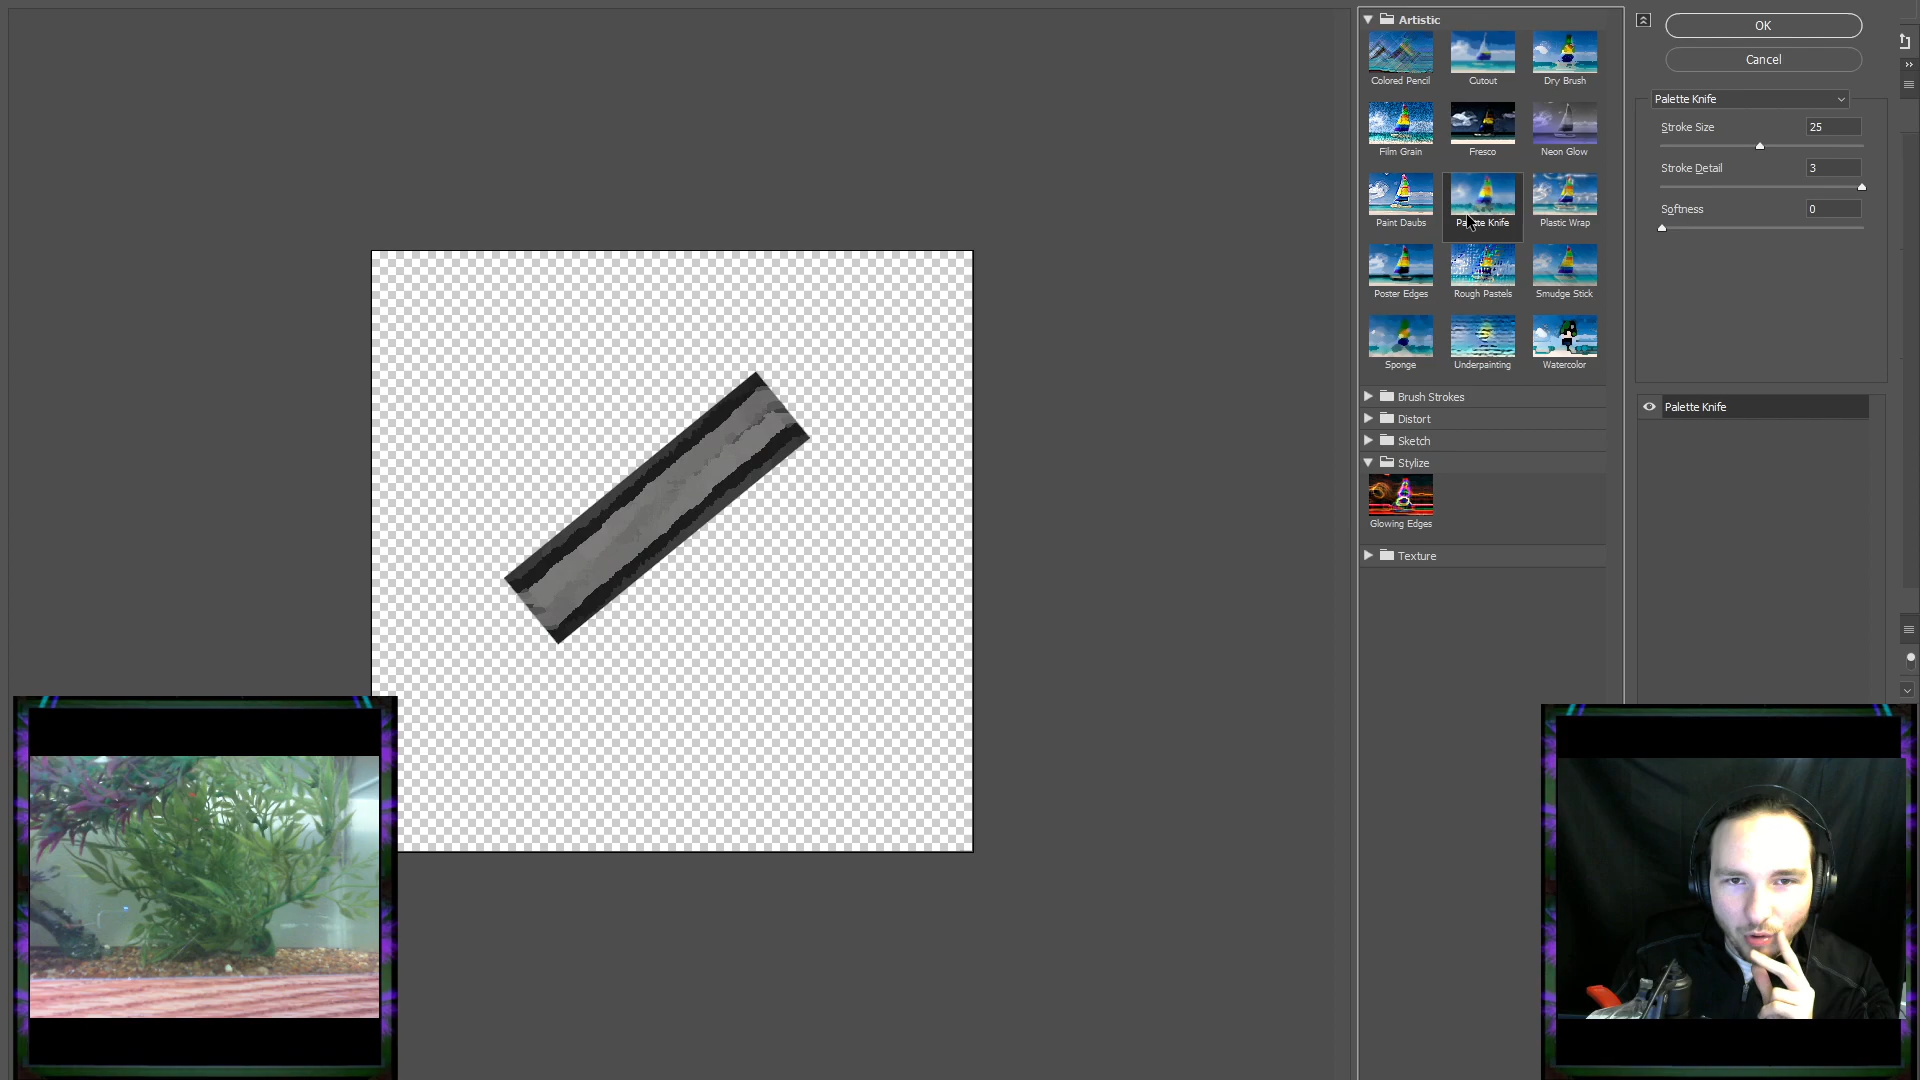 Artistic
Colored Pencil
Cutout
Dry Brush
Film Grain
Fresco
Neon Glow
Paint Daubs
Palette Knife
Plastic Wrap
Poster Edges
Rough Pastels
Smudge Stick
Sponge
Underpainting
Watercolor
Brush Strokes
Distort
Sketch
Stylize
Glowing Edges
Texture
OK
Cancel
Palette Knife
Stroke Size 25
Stroke Detail 3
Softness 0
Palette Knife